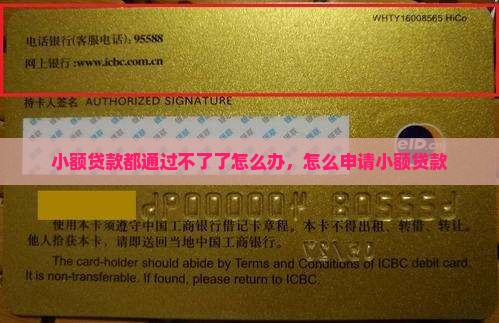 WHTY16008565 HiCo
电话银行(客服电话): 95588
网上银行:www.icbc.com.cn
持卡人签名 AUTHORIZED SIGNATURE
eID
小额贷款都通过不了了怎么办，怎么申请小额贷款
使用本卡须遵守中国工商银行借记卡章程。本卡不得出租、转借、转让。
他人拾获本卡，请即送回当地中国工商银行。
The card-holder should abide by Terms and Conditions of ICBC debit card.
It is non-transferable. If found, please return to ICBC.